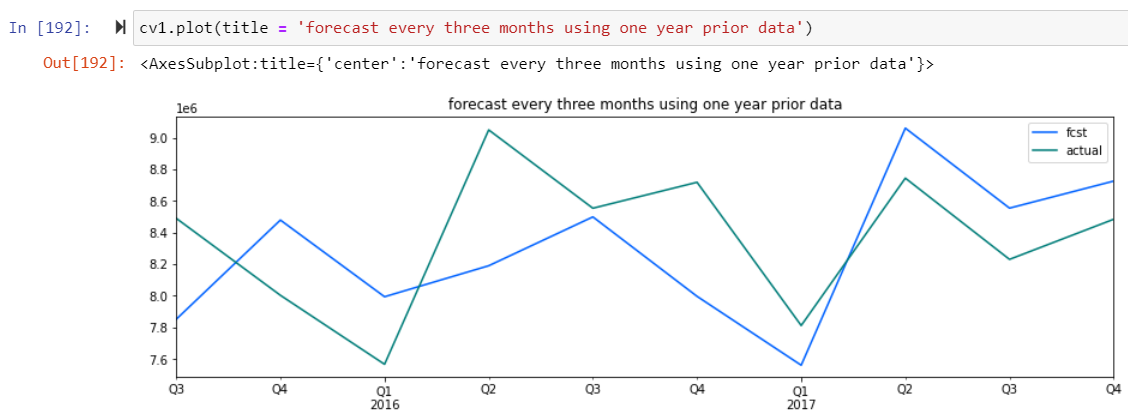 In [192]: cv1.plot(title = 'forecast every three months using one year prior data')
Out[192]: <AxesSubplot:title={'center':'forecast every three months using one year prior data'}>
forecast every three months using one year prior data
1e6
fcst
actual
9.0
8.8
8.6
8.4
8.2
8.0
7.8
7.6
Q3 Q4 Q1 Q2 Q3 Q4 Q1 Q2 Q3 Q4
2016 2017